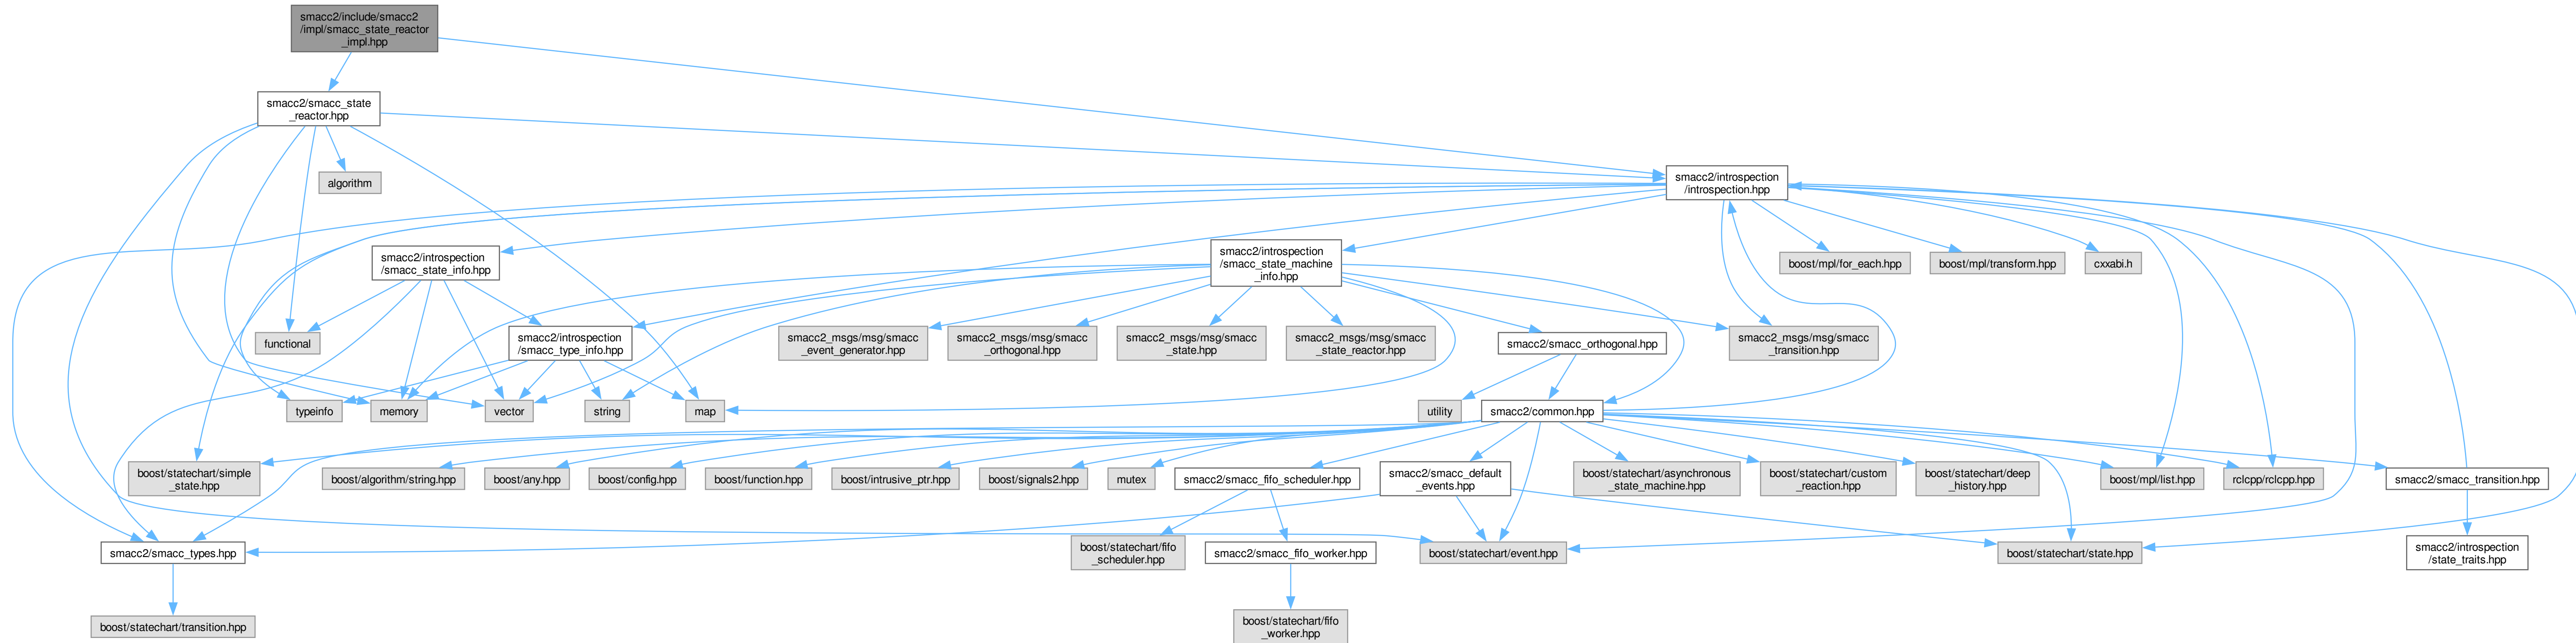 smacc2/include/smacc2
/impl/smacc_state_reactor
_impl.hpp
smacc2/smacc_state
_reactor.hpp
algorithm
smacc2/introspection
/introspection.hpp
smacc2/introspection
/smacc_state_info.hpp
smacc2/introspection
/smacc_state_machine
_info.hpp
boost/mpl/for_each.hpp
boost/mpl/transform.hpp
cxxabi.h
functional
smacc2/introspection
/smacc_type_info.hpp
smacc2_msgs/msg/smacc
_event_generator.hpp
smacc2_msgs/msg/smacc
_orthogonal.hpp
smacc2_msgs/msg/smacc
_state.hpp
smacc2_msgs/msg/smacc
_state_reactor.hpp
smacc2/smacc_orthogonal.hpp
smacc2_msgs/msg/smacc
_transition.hpp
typeinfo
memory
vector
string
map
utility
smacc2/common.hpp
boost/statechart/simple
_state.hpp
boost/algorithm/string.hpp
boost/any.hpp
boost/config.hpp
boost/function.hpp
boost/intrusive_ptr.hpp
boost/signals2.hpp
mutex
smacc2/smacc_fifo_scheduler.hpp
smacc2/smacc_default
_events.hpp
boost/statechart/asynchronous
_state_machine.hpp
boost/statechart/custom
_reaction.hpp
boost/statechart/deep
_history.hpp
boost/mpl/list.hpp
rclcpp/rclcpp.hpp
smacc2/smacc_transition.hpp
smacc2/smacc_types.hpp
boost/statechart/fifo
_scheduler.hpp
smacc2/smacc_fifo_worker.hpp
boost/statechart/event.hpp
boost/statechart/state.hpp
smacc2/introspection
/state_traits.hpp
boost/statechart/transition.hpp
boost/statechart/fifo
_worker.hpp